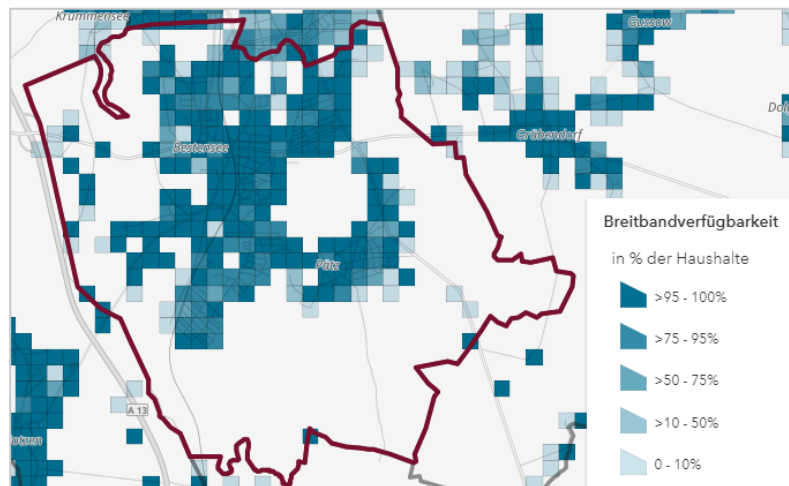 Krummensee
Gussow
Gräbendorf
Bestensee
Pätz
A 13
Breitbandverfügbarkeit
in % der Haushalte
>95 - 100%
>75 - 95%
>50 - 75%
>10 - 50%
0 - 10%